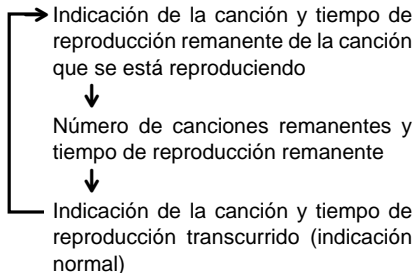 Indicación de la canción y tiempo de
reproducción remanente de la canción
que se está reproduciendo
Número de canciones remanentes y
tiempo de reproducción remanente
Indicación de la canción y tiempo de
reproducción transcurrido (indicación
normal)